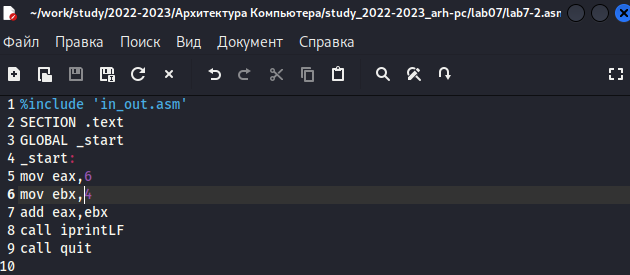 ~/work/study/2022-2023/Архитектура Компьютера/study_2022-2023_arh-pc/lab07/lab7-2.asm
Файл Правка Поиск Вид Документ Справка
1 %include 'in_out.asm'
2 SECTION .text
3 GLOBAL _start
4 _start:
5 mov eax,6
6 mov ebx,4
7 add eax,ebx
8 call iprintLF
9 call quit
10